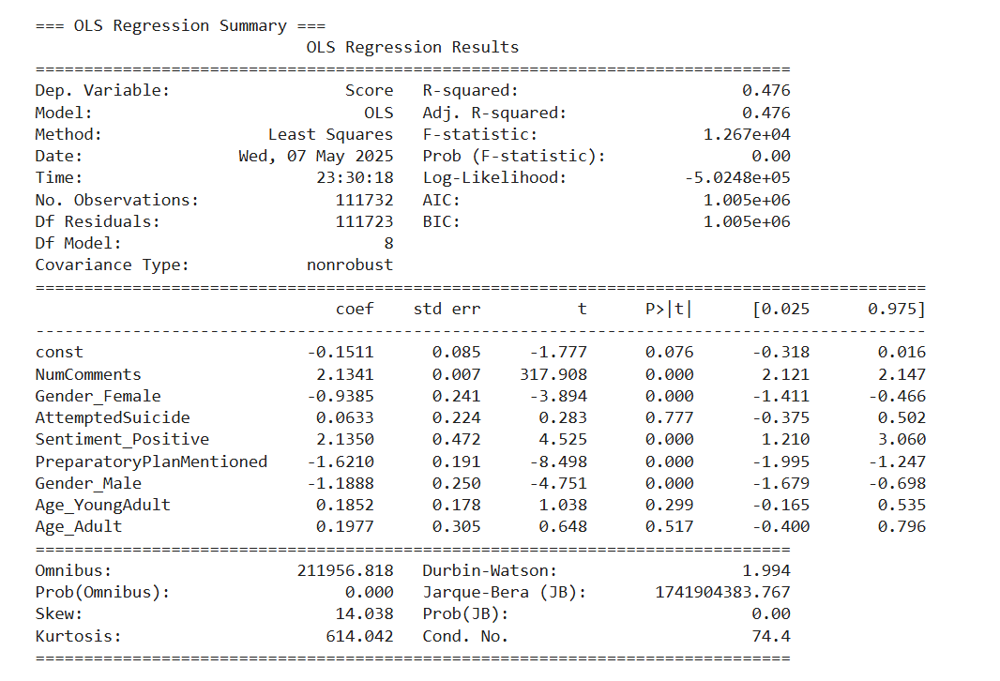 === OLS Regression Summary ===
OLS Regression Results
==============================================================================
Dep. Variable: Score R-squared: 0.476
Model: OLS Adj. R-squared: 0.476
Method: Least Squares F-statistic: 1.267e+04
Date: Wed, 07 May 2025 Prob (F-statistic): 0.00
Time: 23:30:18 Log-Likelihood: -5.0248e+05
No. Observations: 111732 AIC: 1.005e+06
Df Residuals: 111723 BIC: 1.005e+06
Df Model: 8
Covariance Type: nonrobust
============================================================================================
coef std err t P>|t| [0.025 0.975]
--------------------------------------------------------------------------------------------
const -0.1511 0.085 -1.777 0.076 -0.318 0.016
NumComments 2.1341 0.007 317.908 0.000 2.121 2.147
Gender_Female -0.9385 0.241 -3.894 0.000 -1.411 -0.466
AttemptedSuicide 0.0633 0.224 0.283 0.777 -0.375 0.502
Sentiment_Positive 2.1350 0.472 4.525 0.000 1.210 3.060
PreparatoryPlanMentioned -1.6210 0.191 -8.498 0.000 -1.995 -1.247
Gender_Male -1.1888 0.250 -4.751 0.000 -1.679 -0.698
Age_YoungAdult 0.1852 0.178 1.038 0.299 -0.165 0.535
Age_Adult 0.1977 0.305 0.648 0.517 -0.400 0.796
==============================================================================
Omnibus: 211956.818 Durbin-Watson: 1.994
Prob(Omnibus): 0.000 Jarque-Bera (JB): 1741904383.767
Skew: 14.038 Prob(JB): 0.00
Kurtosis: 614.042 Cond. No. 74.4
==============================================================================